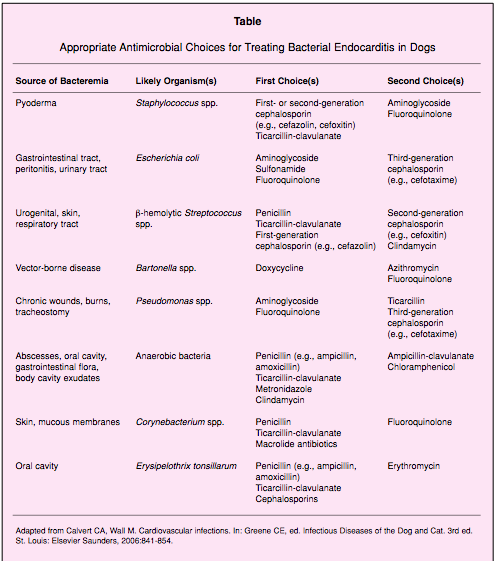 Table
Appropriate Antimicrobial Choices for Treating Bacterial Endocarditis in Dogs
Source of Bacteremia Likely Organism(s) First Choice(s) Second Choice(s)
Pyoderma Staphylococcus spp. First- or second-generation Aminoglycoside
cephalosporin Fluoroquinolone
(e.g., cefazolin, cefoxitin)
Ticarcillin-clavulanate
Gastrointestinal tract, Escherichia coli Aminoglycoside Third-generation
peritonitis, urinary tract Sulfonamide cephalosporin
Fluoroquinolone (e.g., cefotaxime)
Urogenital, skin, β-hemolytic Streptococcus Penicillin Second-generation
respiratory tract spp. Ticarcillin-clavulanate cephalosporin
First-generation (e.g., cefoxitin)
cephalosporin (e.g., cefazolin) Clindamycin
Vector-borne disease Bartonella spp. Doxycycline Azithromycin
Fluoroquinolone
Chronic wounds, burns, Pseudomonas spp. Aminoglycoside Ticarcillin
tracheostomy Fluoroquinolone Third-generation
cephalosporin
(e.g., cefotaxime)
Abscesses, oral cavity, Anaerobic bacteria Penicillin (e.g., ampicillin, Ampicillin-clavulanate
gastrointestinal flora, amoxicillin) Chloramphenicol
body cavity exudates Ticarcillin-clavulanate
Metronidazole
Clindamycin
Skin, mucous membranes Corynebacterium spp. Penicillin Fluoroquinolone
Ticarcillin-clavulanate
Macrolide antibiotics
Oral cavity Erysipelothrix tonsillarum Penicillin (e.g., ampicillin, Erythromycin
amoxicillin)
Ticarcillin-clavulanate
Cephalosporins
Adapted from Calvert CA, Wall M. Cardiovascular infections. In: Greene CE, ed. Infectious Diseases of the Dog and Cat. 3rd ed.
St. Louis: Elsevier Saunders, 2006:841-854.